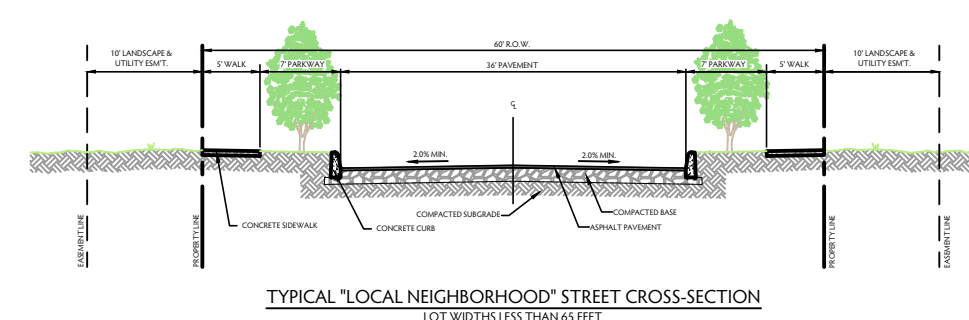 60' R.O.W.
10' LANDSCAPE &
UTILITY ESM'T.
5' WALK
7' PARKWAY
36' PAVEMENT
7' PARKWAY
5' WALK
10' LANDSCAPE &
UTILITY ESM'T.
℄
2.0% MIN.
2.0% MIN.
EASEMENT LINE
PROPERTY LINE
CONCRETE SIDEWALK
CONCRETE CURB
COMPACTED SUBGRADE
COMPACTED BASE
ASPHALT PAVEMENT
PROPERTY LINE
EASEMENT LINE
TYPICAL "LOCAL NEIGHBORHOOD" STREET CROSS-SECTION
LOT WIDTHS LESS THAN 65 FEET